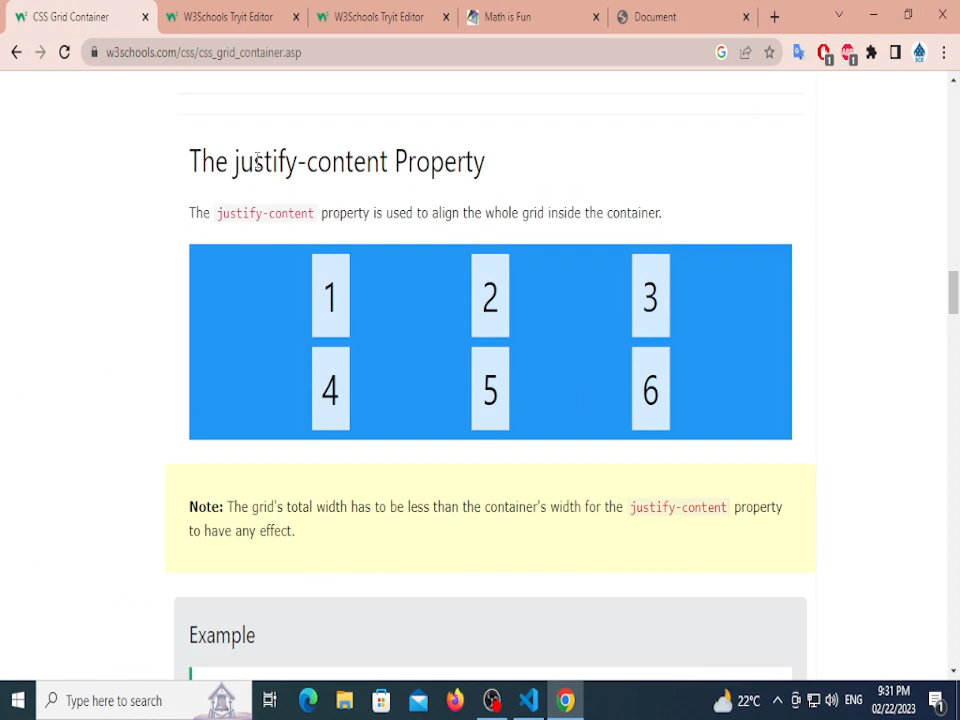 CSS Grid Container
W3Schools Tryit Editor
W3Schools Tryit Editor
Math is Fun
Document
w3schools.com/css/css_grid_container.asp
The justify-content Property
The justify-content property is used to align the whole grid inside the container.
1 2 3
4 5 6
Note: The grid's total width has to be less than the container's width for the justify-content property
to have any effect.
Example
Type here to search
22°C
ENG
9:31 PM
02/22/2023